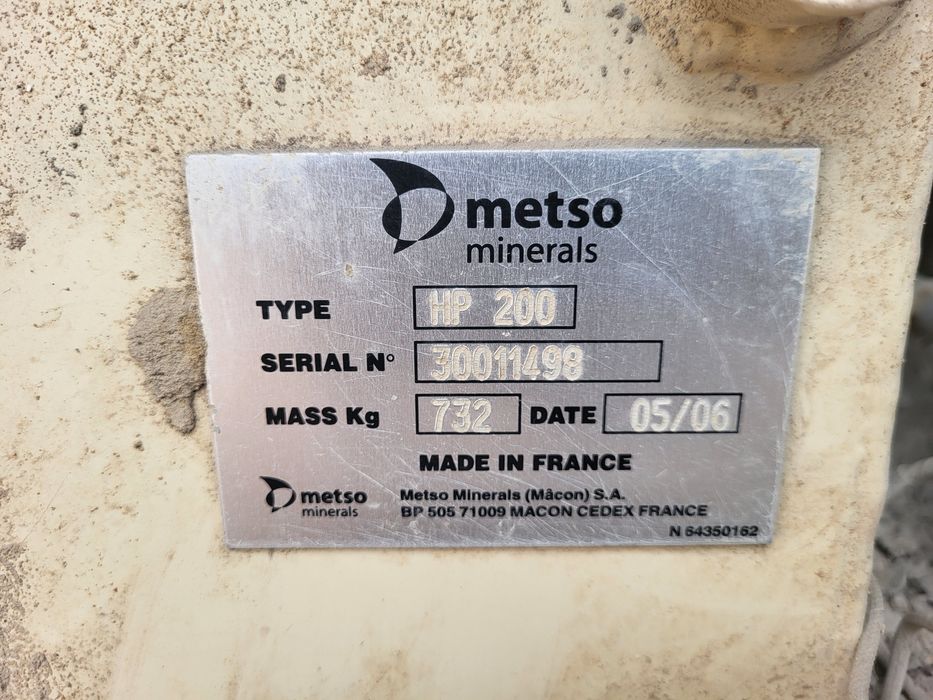 metso
minerals
TYPE HP 200
SERIAL N° 30011498
MASS Kg 732 DATE 05/06
MADE IN FRANCE
metso
minerals
Metso Minerals (Mâcon) S.A.
BP 505 71009 MACON CEDEX FRANCE
N 64350162